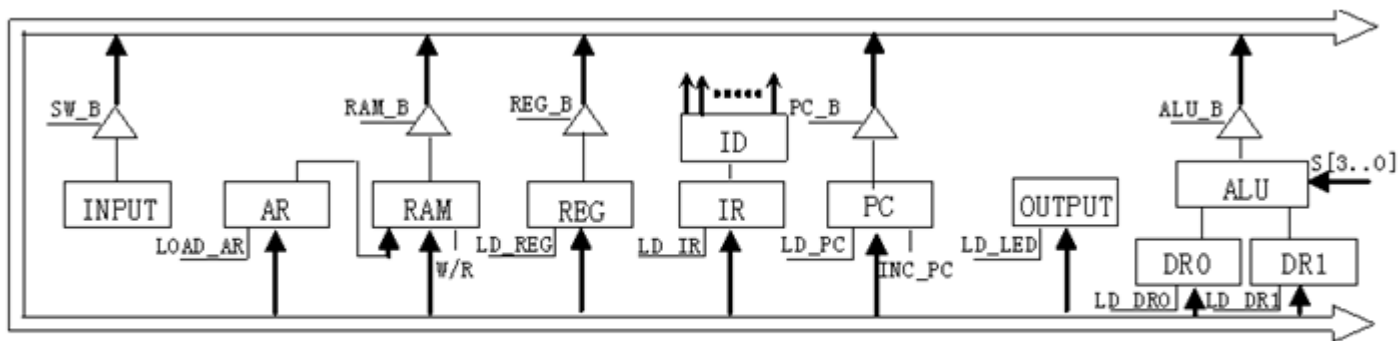 SW_B
RAM_B
REG_B
PC_B
ALU_B
ID
S[3..0]
INPUT
AR
RAM
REG
IR
PC
OUTPUT
ALU
LOAD_AR
W/R
LD_REG
LD_IR
LD_PC
INC_PC
LD_LED
DR0
DR1
LD_DR0
LD_DR1